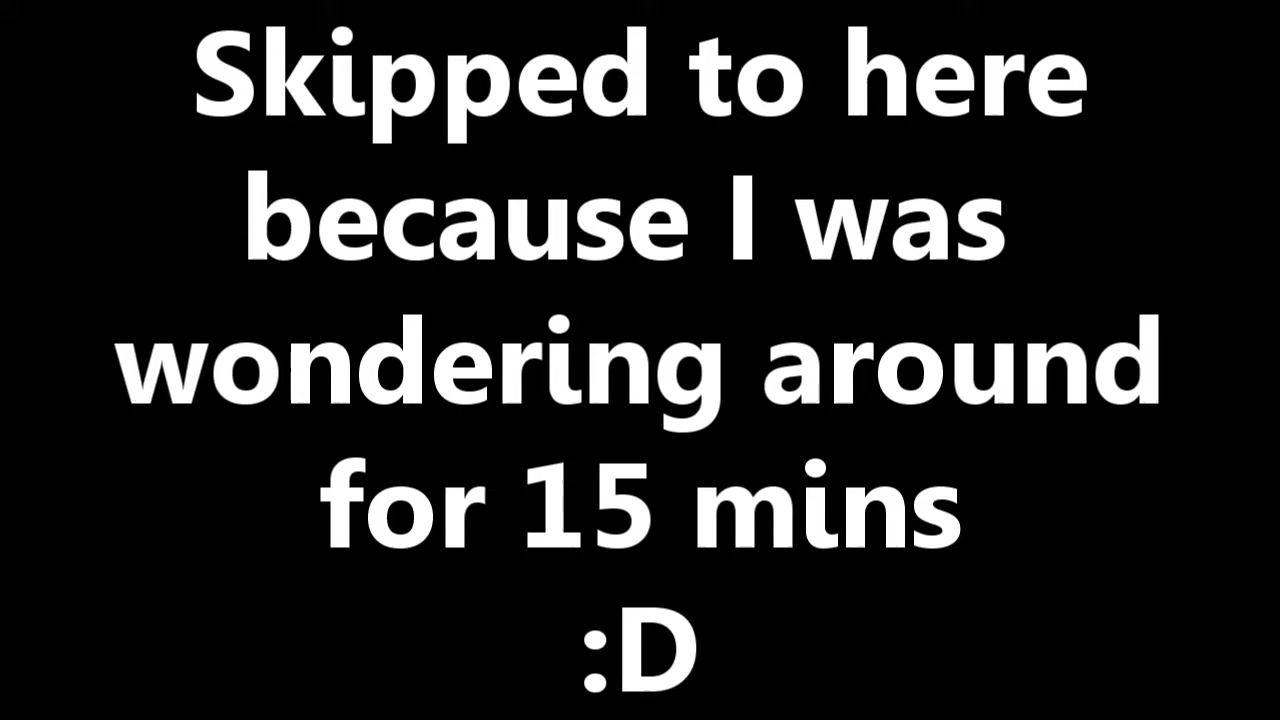 Skipped to here
because I was
wondering around
for 15 mins
:D